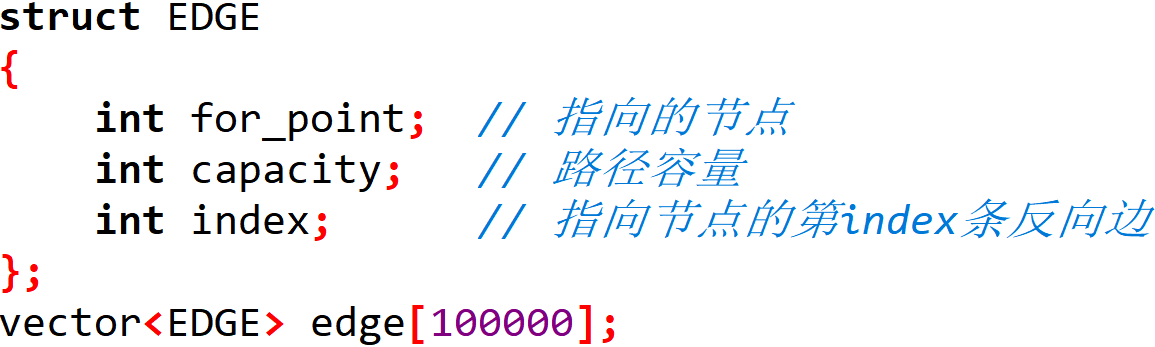 struct EDGE
{
    int for_point;  // 指向的节点
    int capacity;   // 路径容量
    int index;      // 指向节点的第index条反向边
};
vector<EDGE> edge[100000];